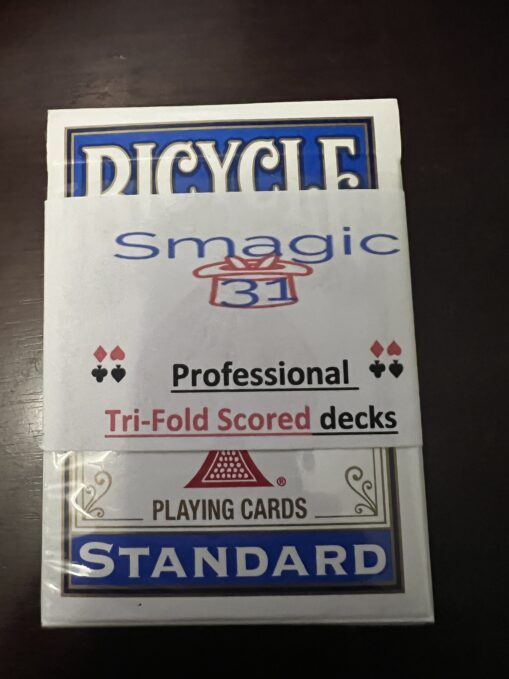 BICYCLE
Smagic
31
Professional
Tri-Fold Scored decks
®
PLAYING CARDS
STANDARD